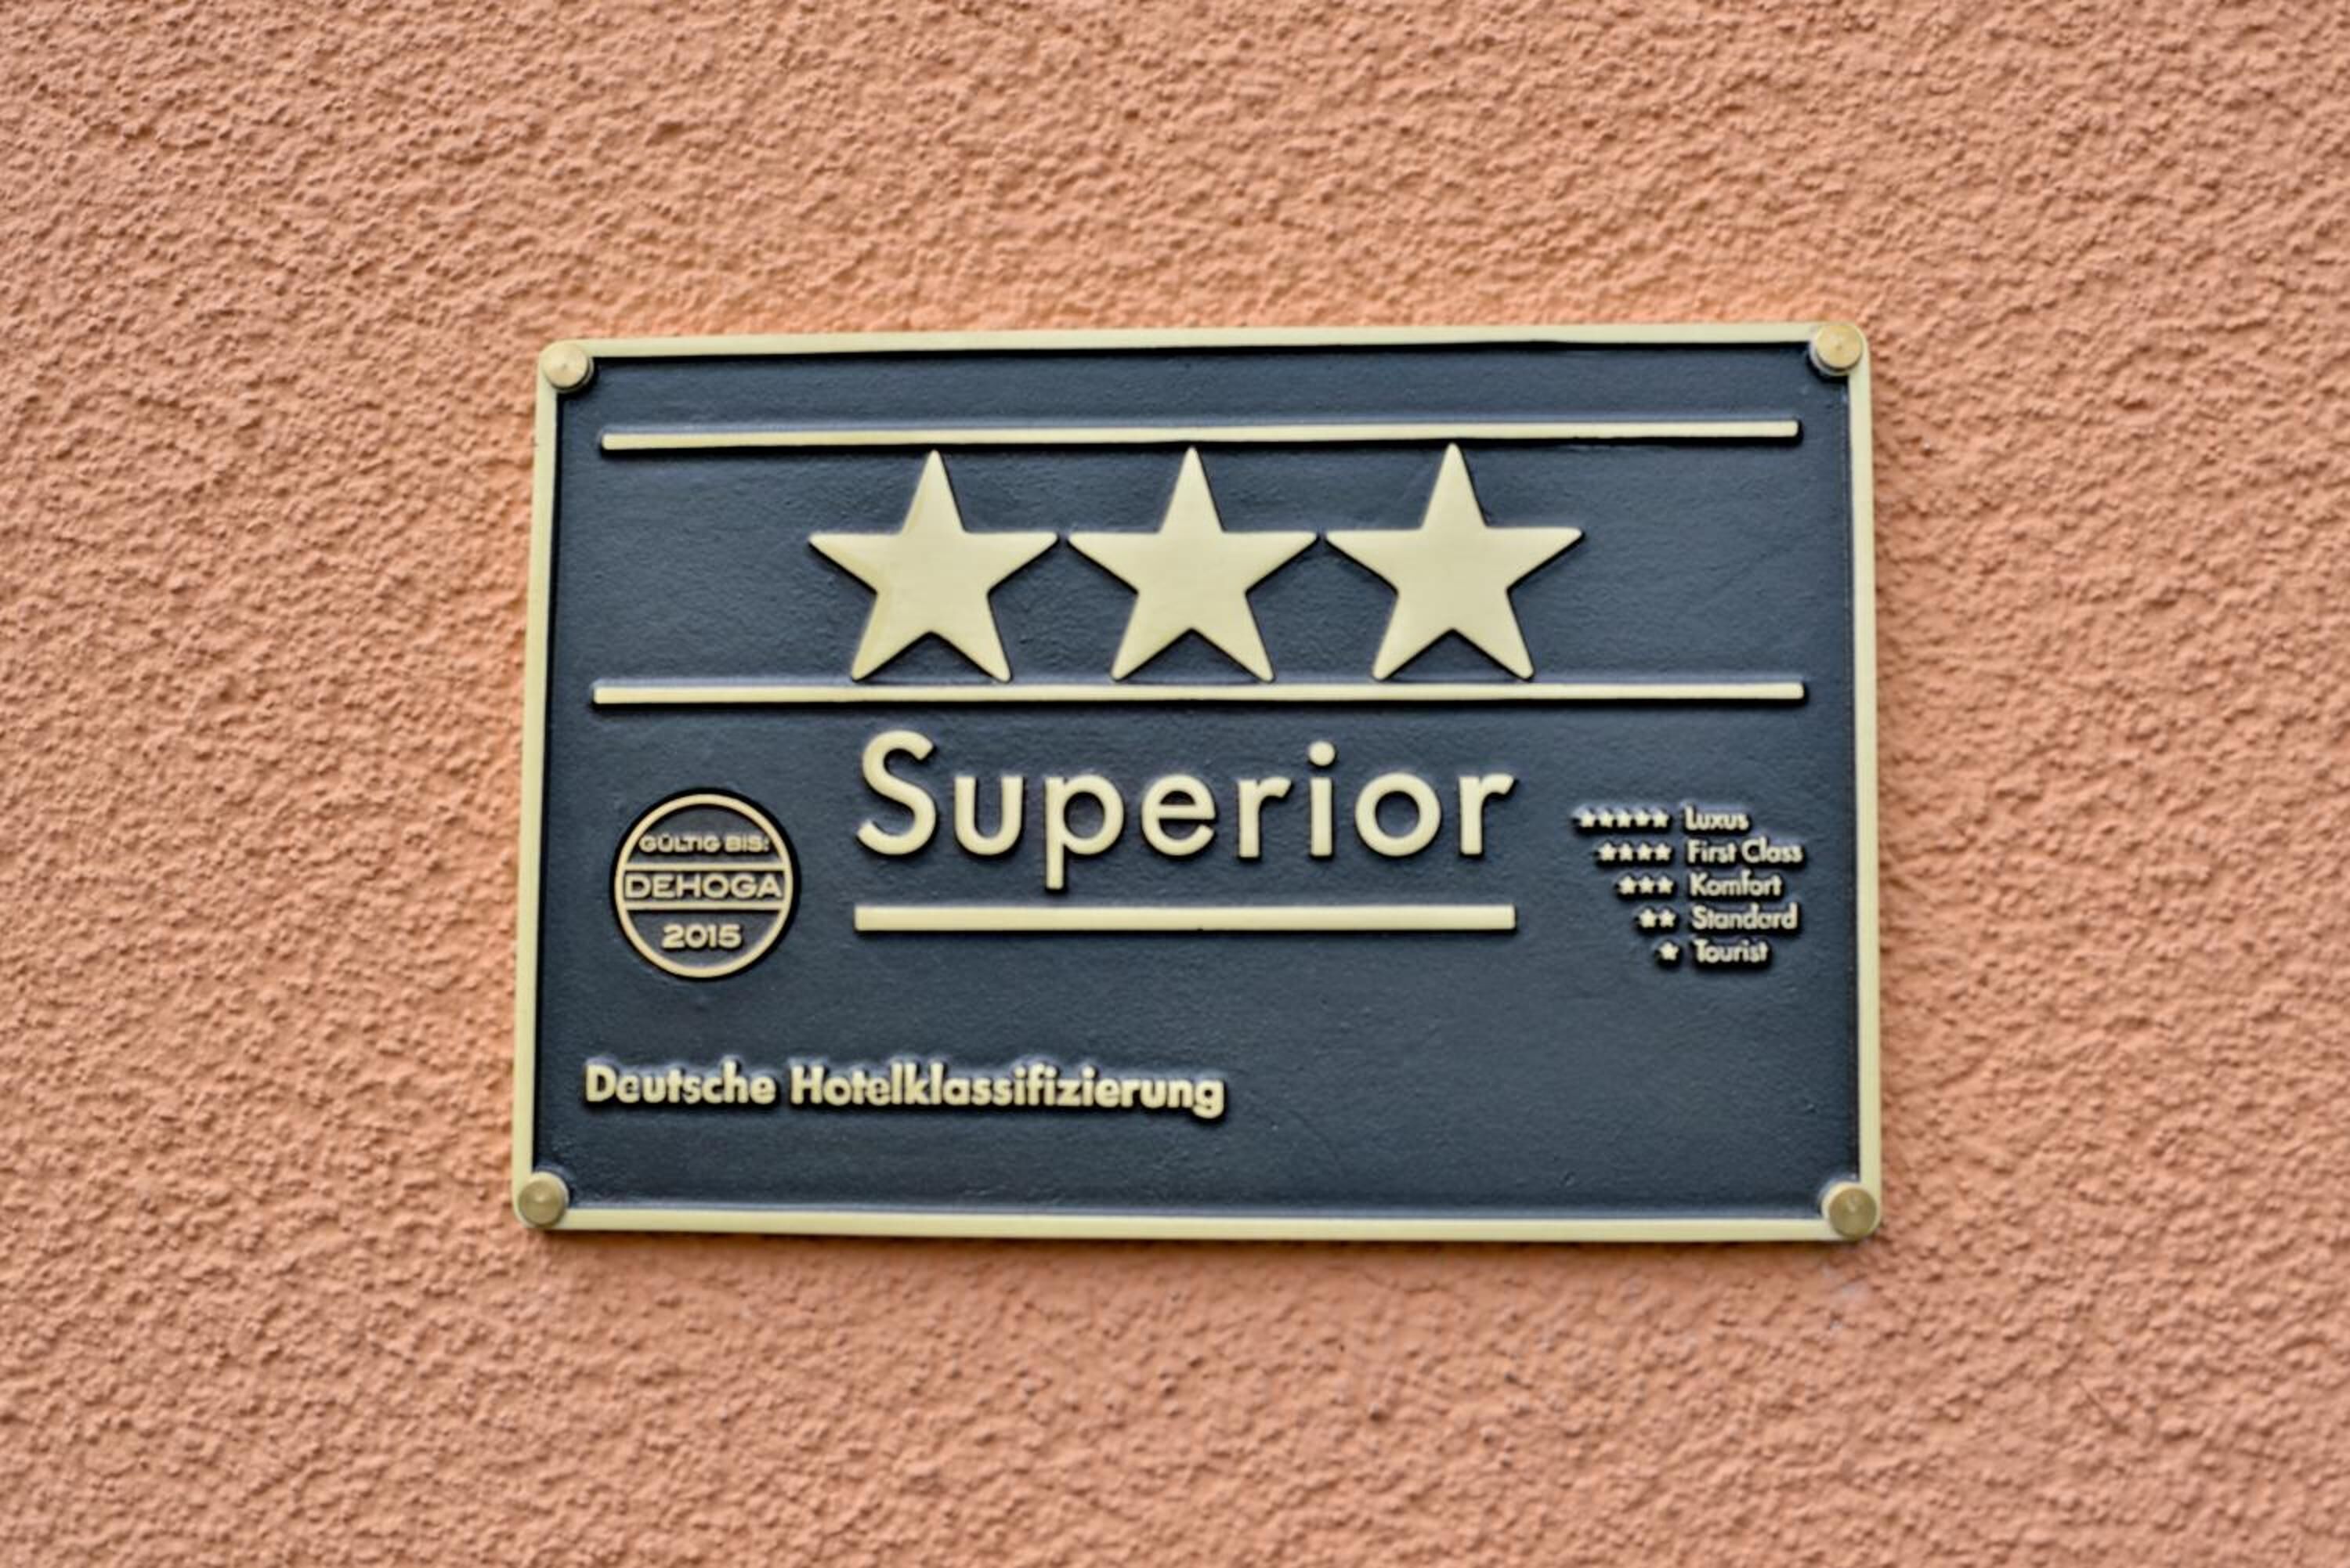 Superior
GÜLTIG BIS:
DEHOGA
2015
★★★★★ Luxus
★★★★ First Class
★★★ Komfort
★★ Standard
★ Tourist
Deutsche Hotelklassifizierung